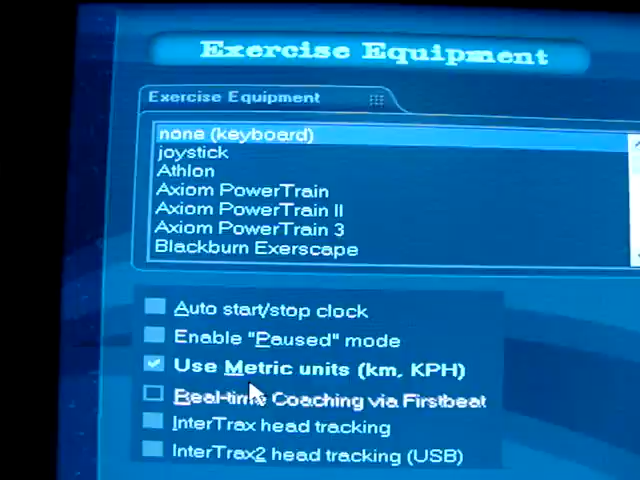 Exercise Equipment
Exercise Equipment
none (keyboard)
joystick
Athlon
Axiom PowerTrain
Axiom PowerTrain II
Axiom PowerTrain 3
Blackburn Exerscape
Auto start/stop clock
Enable "Paused" mode
Use Metric units (km, KPH)
Real-time Coaching via Firstbeat
InterTrax head tracking
InterTrax2 head tracking (USB)